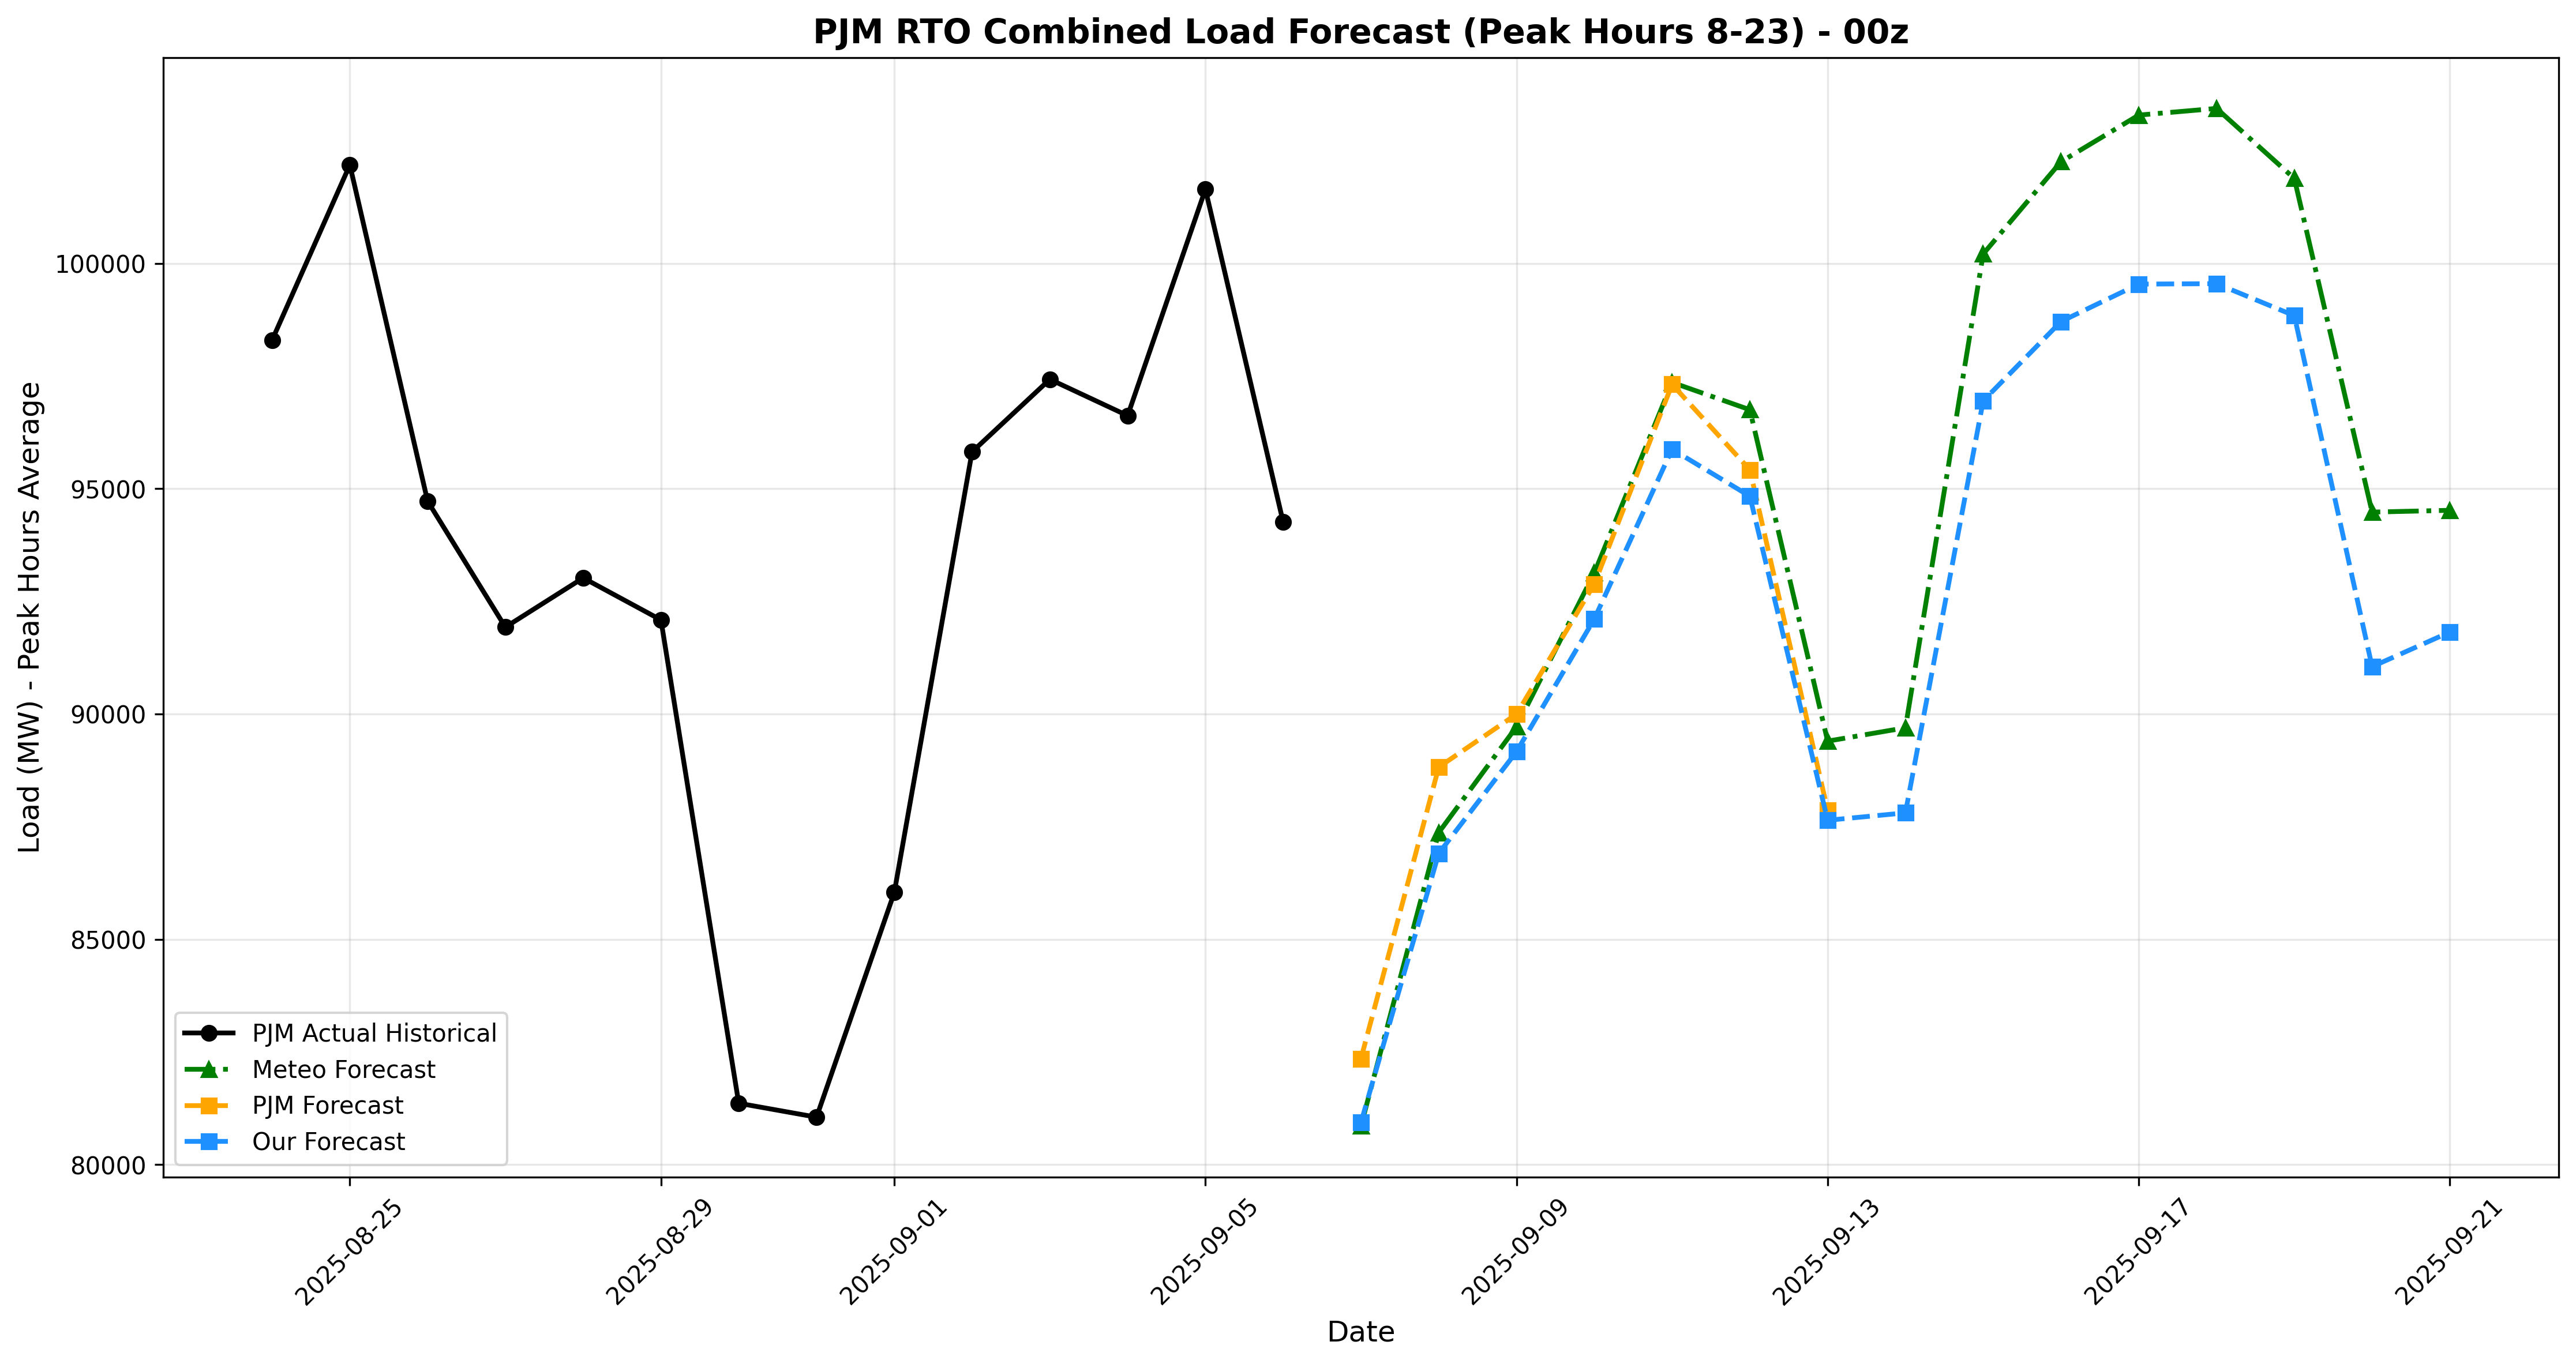 PJM RTO Combined Load Forecast (Peak Hours 8-23) - 00z
Load (MW) - Peak Hours Average
100000
95000
90000
85000
80000
PJM Actual Historical
Meteo Forecast
PJM Forecast
Our Forecast
2025-08-25
2025-08-29
2025-09-01
2025-09-05
2025-09-09
2025-09-13
2025-09-17
2025-09-21
Date